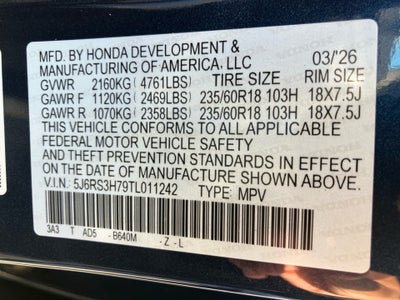 MFD. BY HONDA DEVELOPMENT &
MANUFACTURING OF AMERICA, LLC 03/'26
GVWR 2160KG (4761LBS) TIRE SIZE RIM SIZE
GAWR F 1120KG (2469LBS) 235/60R18 103H 18X7.5J
GAWR R 1070KG (2358LBS) 235/60R18 103H 18X7.5J
THIS VEHICLE CONFORMS TO ALL APPLICABLE
FEDERAL MOTOR VEHICLE SAFETY
AND THEFT PREVENTION STANDARDS IN EFFECT
ON THE DATE OF MANUFACTURE SHOWN ABOVE.
V.I.N.: 5J6RS3H79TL011242 TYPE: MPV
3A3 T AD5 - B640M - Z - L